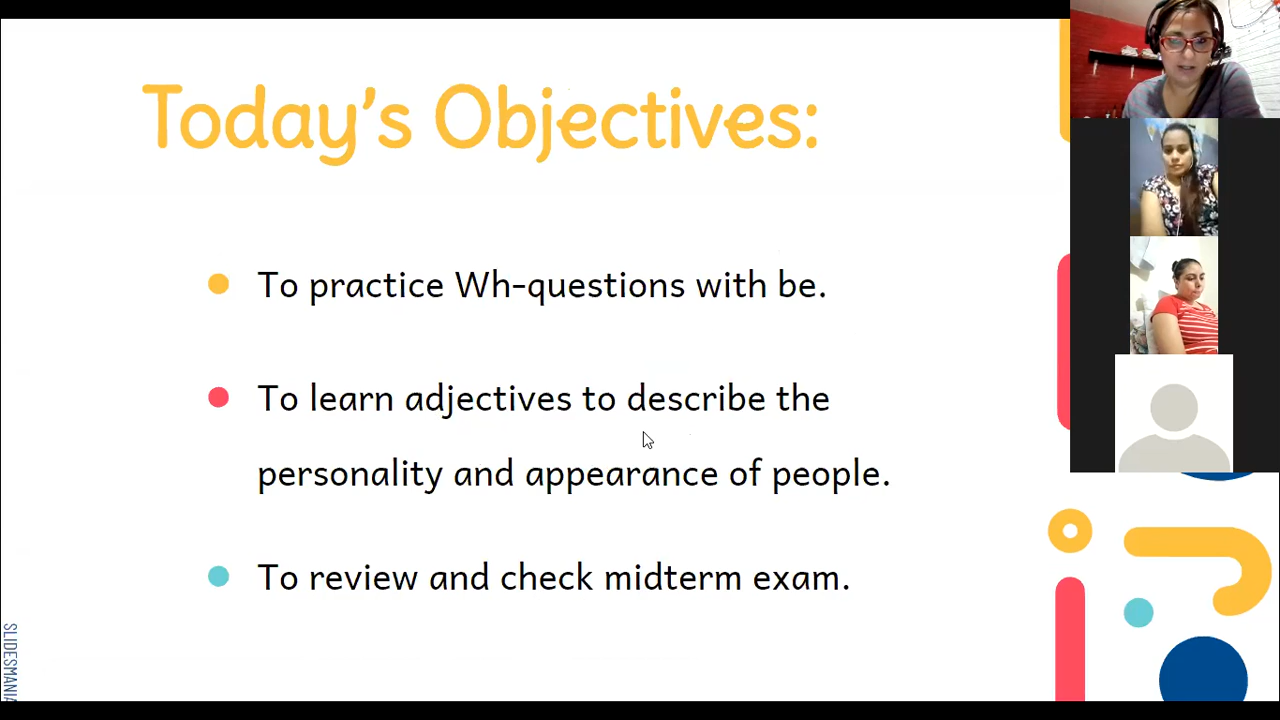 Today's Objectives:
To practice Wh-questions with be.
To learn adjectives to describe the
personality and appearance of people.
To review and check midterm exam.
SLIDESMANIA